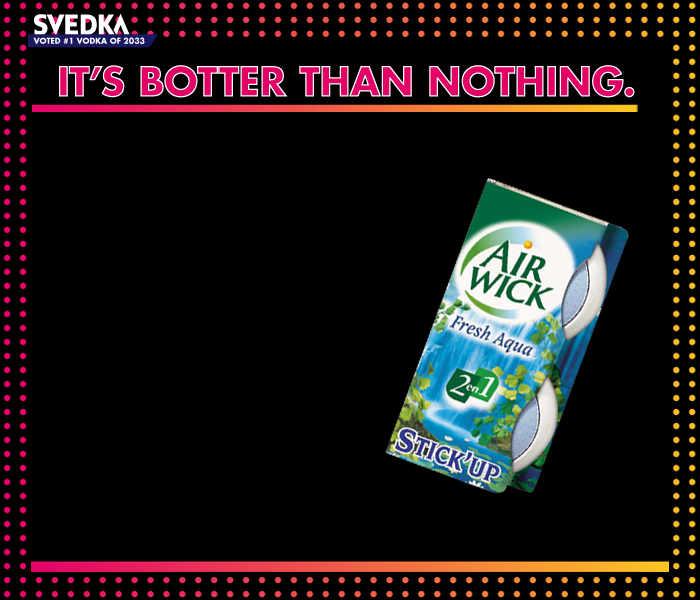 SVEDKA
VOTED #1 VODKA OF 2033
IT'S BOTTER THAN NOTHING.
AIR
WICK
Fresh Aqua
2en1
STICK'UP